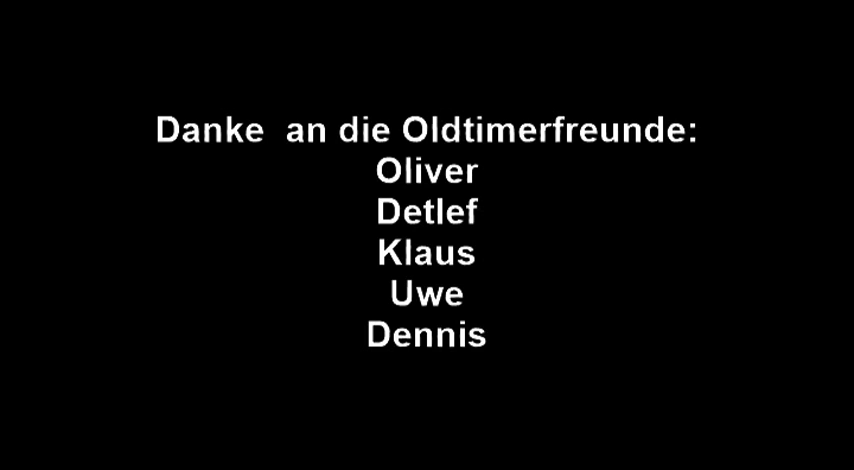 Danke  an die Oldtimerfreunde:
Oliver
Detlef
Klaus
Uwe
Dennis